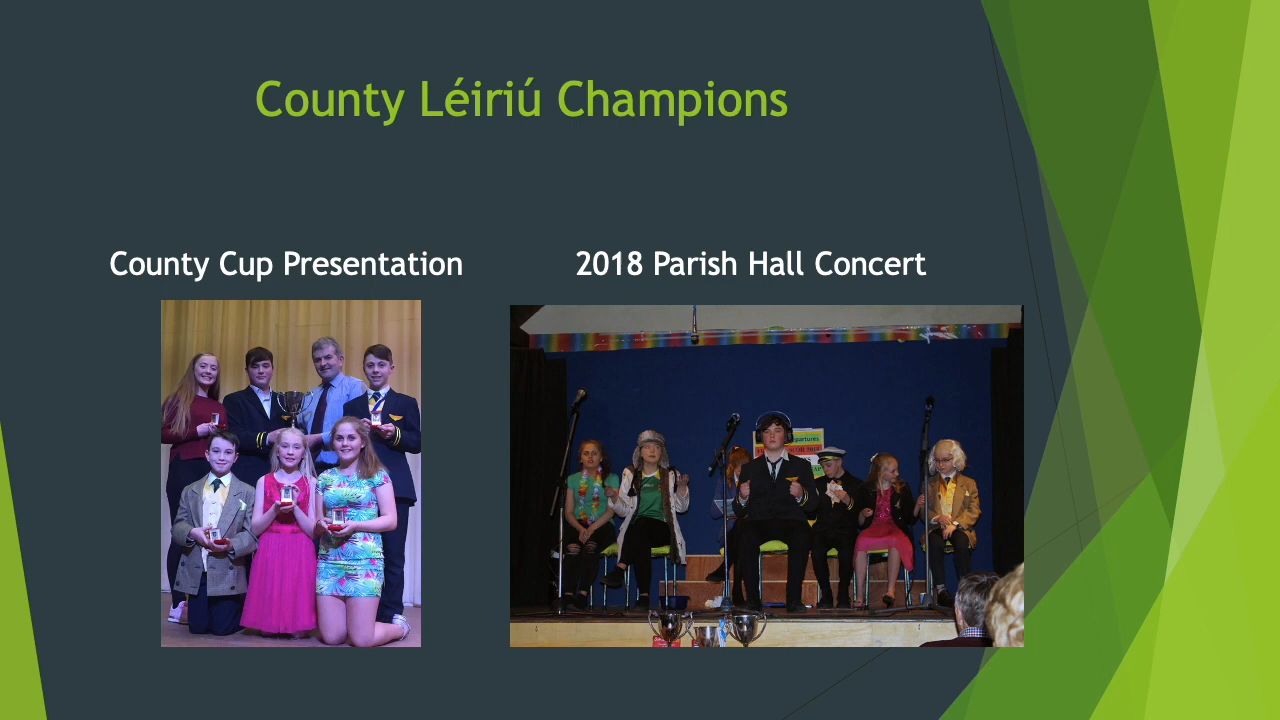 County Léiriú Champions
County Cup Presentation
2018 Parish Hall Concert